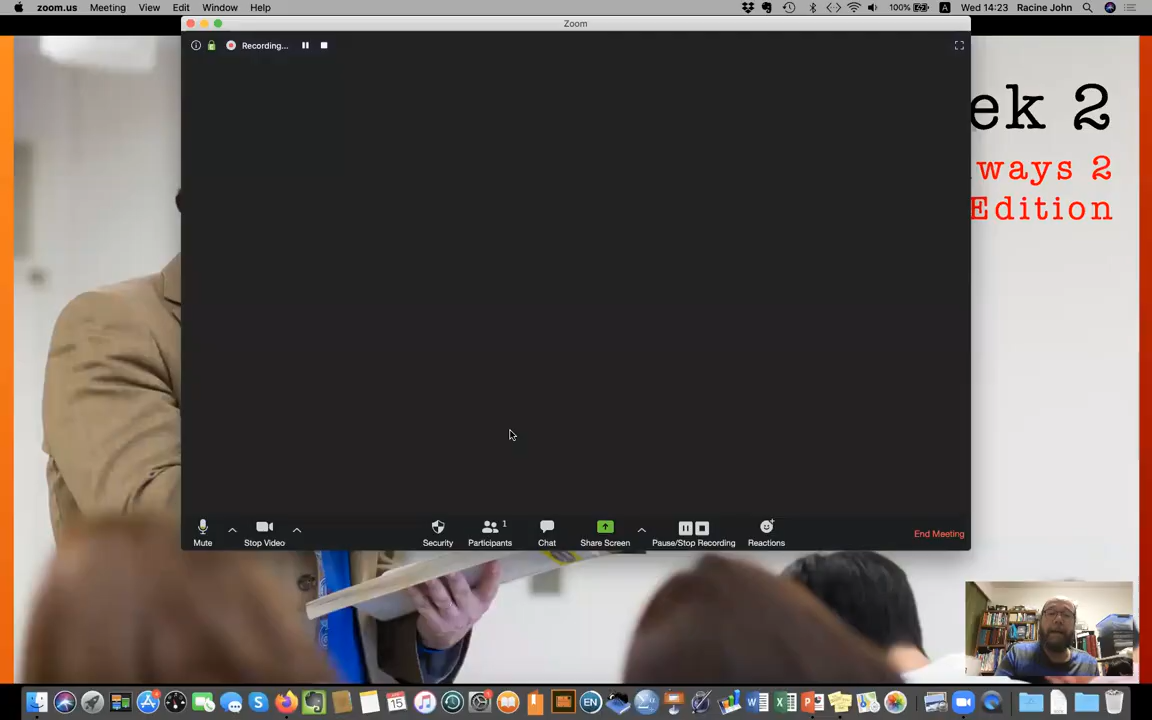 zoom.us Meeting View Edit Window Help 100% Wed 14:23 Racine John
Zoom
Recording...
ek 2
ways 2
Edition
Mute
Stop Video
Security
Participants 1
Chat
Share Screen
Pause/Stop Recording
Reactions
End Meeting
15
EN